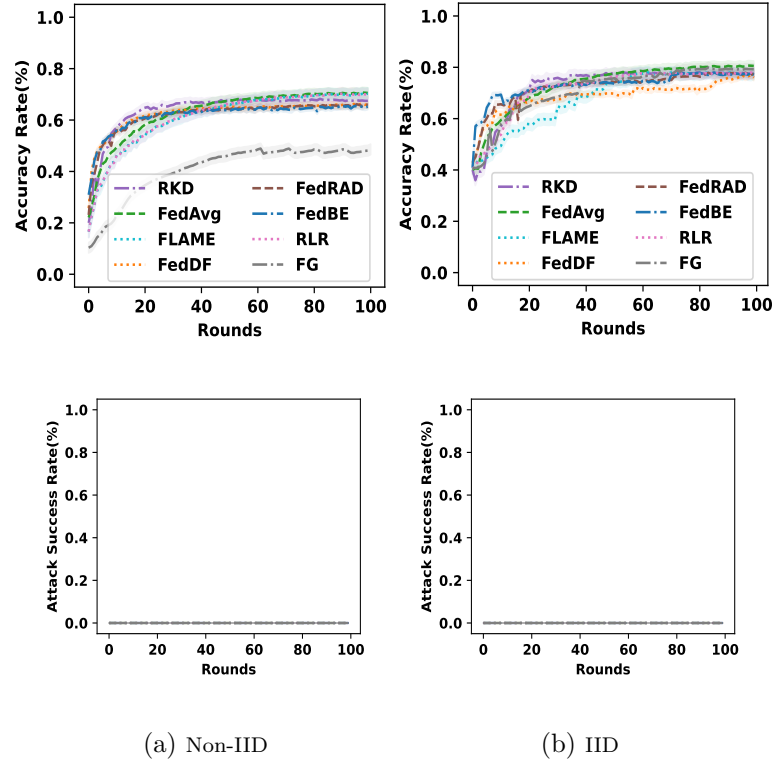 Accuracy Rate(%)
1.0
0.8
0.6
0.4
0.2
0.0
RKD
FedAvg
FLAME
FedDF
FedRAD
FedBE
RLR
FG
0 20 40 60 80 100
Rounds
Accuracy Rate(%)
1.0
0.8
0.6
0.4
0.2
0.0
RKD
FedAvg
FLAME
FedDF
FedRAD
FedBE
RLR
FG
0 20 40 60 80 100
Rounds
Attack Success Rate(%)
1.0
0.8
0.6
0.4
0.2
0.0
0 20 40 60 80 100
Rounds
Attack Success Rate(%)
1.0
0.8
0.6
0.4
0.2
0.0
0 20 40 60 80 100
Rounds
(a) Non-IID
(b) IID